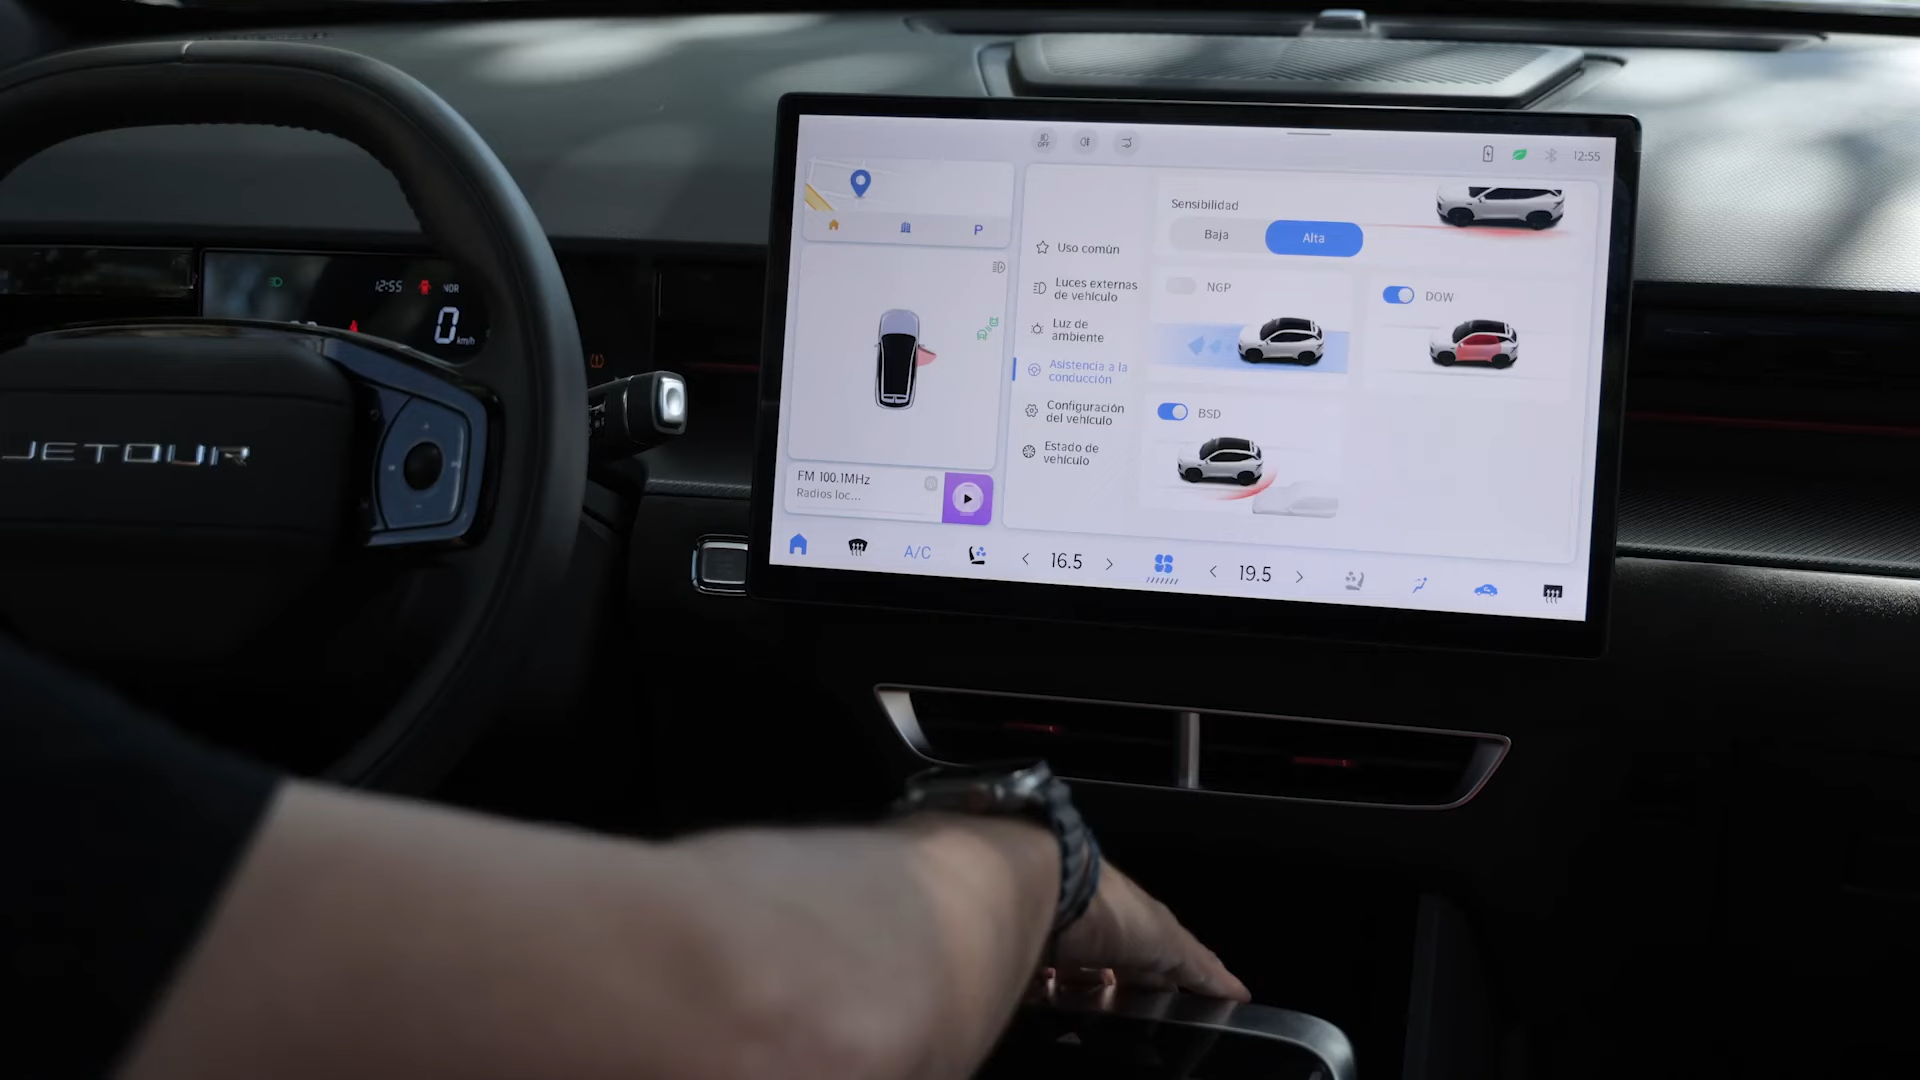 JETOUR
12:55
NOR
0
km/h
OFF
12:55
P
Uso común
Luces externas
de vehículo
Luz de
ambiente
Asistencia a la
conducción
Configuración
del vehículo
Estado de
vehículo
Sensibilidad
Baja
Alta
NGP
DOW
BSD
FM 100.1MHz
Radios loc...
A/C
16.5
19.5